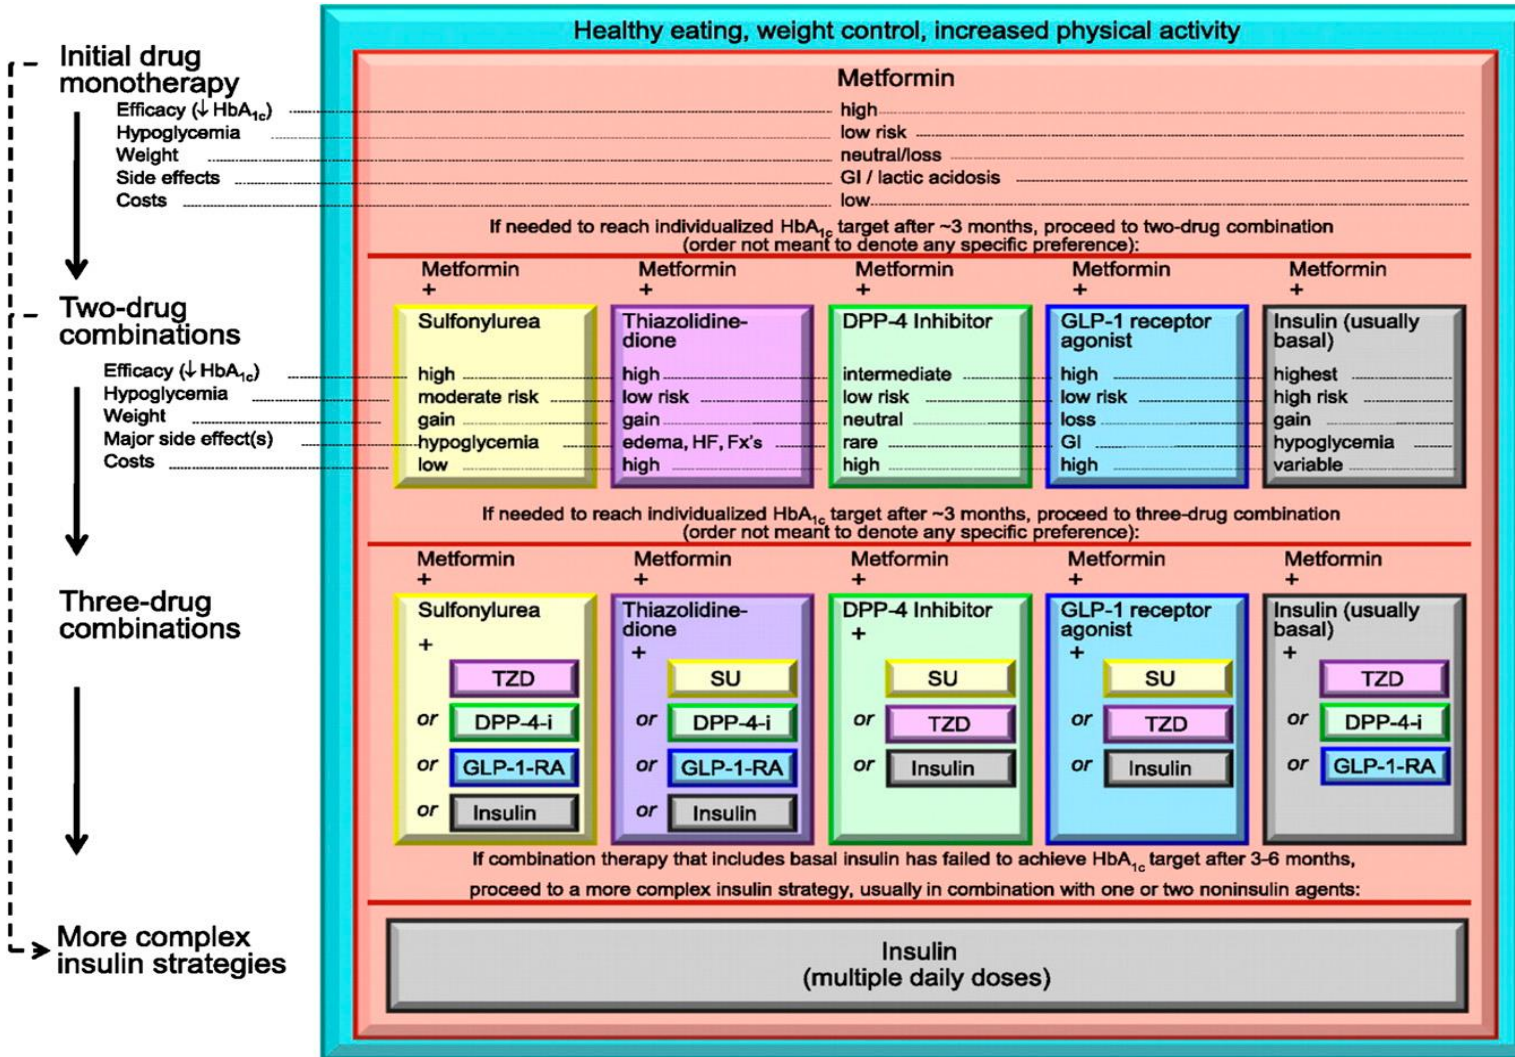 Healthy eating, weight control, increased physical activity
Initial drug
monotherapy
Metformin
Efficacy (↓ HbA1c) high
Hypoglycemia low risk
Weight neutral/loss
Side effects GI / lactic acidosis
Costs low
If needed to reach individualized HbA1c target after ~3 months, proceed to two-drug combination
(order not meant to denote any specific preference):
Metformin Metformin Metformin Metformin Metformin
+ + + + +
Two-drug
combinations
Sulfonylurea Thiazolidine- DPP-4 Inhibitor GLP-1 receptor Insulin (usually
dione agonist basal)
Efficacy (↓ HbA1c) high high intermediate high highest
Hypoglycemia moderate risk low risk low risk low risk high risk
Weight gain gain neutral loss gain
Major side effect(s) hypoglycemia edema, HF, Fx's rare GI hypoglycemia
Costs low high high high variable
If needed to reach individualized HbA1c target after ~3 months, proceed to three-drug combination
(order not meant to denote any specific preference):
Metformin Metformin Metformin Metformin Metformin
+ + + + +
Three-drug
combinations
Sulfonylurea Thiazolidine- DPP-4 Inhibitor GLP-1 receptor Insulin (usually
dione agonist basal)
+ + + + +
TZD SU SU SU TZD
or DPP-4-i or DPP-4-i or TZD or TZD or DPP-4-i
or GLP-1-RA or GLP-1-RA or Insulin or Insulin or GLP-1-RA
or Insulin or Insulin
If combination therapy that includes basal insulin has failed to achieve HbA1c target after 3-6 months,
proceed to a more complex insulin strategy, usually in combination with one or two noninsulin agents:
More complex
insulin strategies
Insulin
(multiple daily doses)